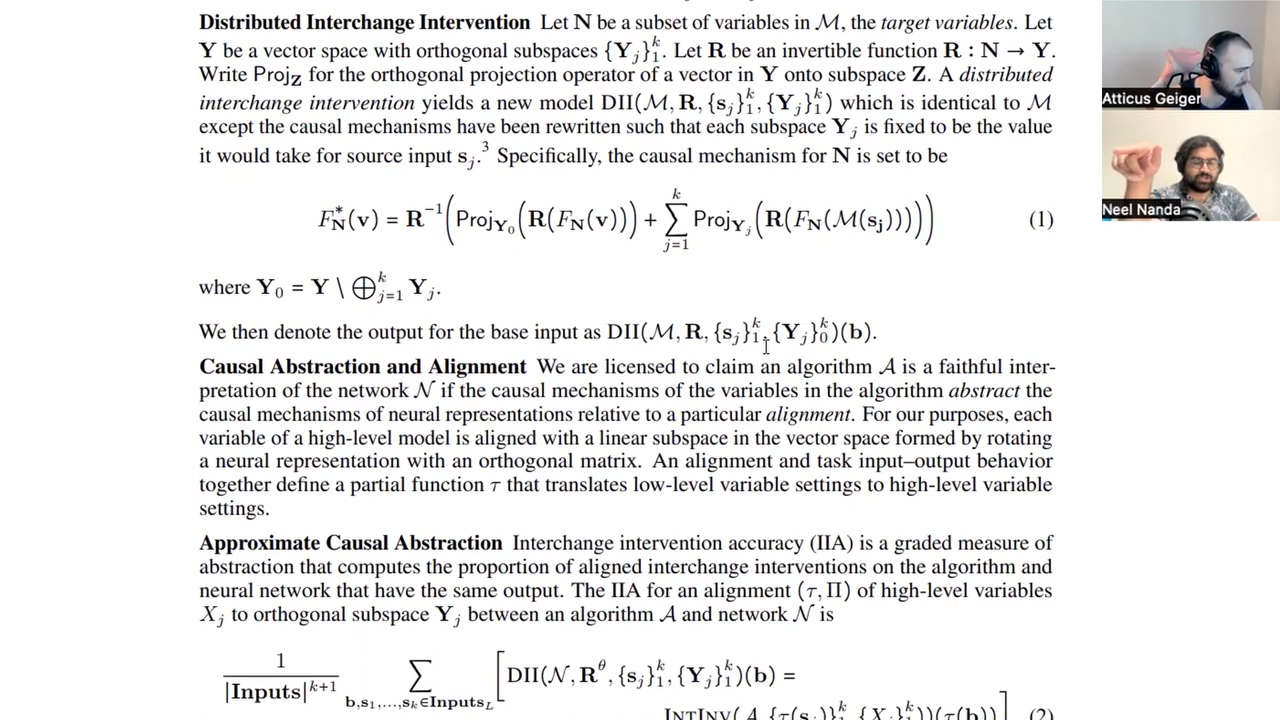 Distributed Interchange Intervention Let N be a subset of variables in ℳ, the target variables. Let
Y be a vector space with orthogonal subspaces {Y_j}_1^k. Let R be an invertible function R : N → Y.
Write Proj_Z for the orthogonal projection operator of a vector in Y onto subspace Z. A distributed
interchange intervention yields a new model DII(ℳ, R, {s_j}_1^k, {Y_j}_1^k) which is identical to ℳ
except the causal mechanisms have been rewritten such that each subspace Y_j is fixed to be the value
it would take for source input s_j.^3 Specifically, the causal mechanism for N is set to be
F_N^*(v) = R^{-1}(Proj_{Y_0}(R(F_N(v))) + ∑_{j=1}^k Proj_{Y_j}(R(F_N(ℳ(s_j))))) (1)
where Y_0 = Y \ ⊕_{j=1}^k Y_j.
We then denote the output for the base input as DII(ℳ, R, {s_j}_1^k, {Y_j}_0^k)(b).
Causal Abstraction and Alignment We are licensed to claim an algorithm 𝒜 is a faithful inter-
pretation of the network 𝒩 if the causal mechanisms of the variables in the algorithm abstract the
causal mechanisms of neural representations relative to a particular alignment. For our purposes, each
variable of a high-level model is aligned with a linear subspace in the vector space formed by rotating
a neural representation with an orthogonal matrix. An alignment and task input–output behavior
together define a partial function τ that translates low-level variable settings to high-level variable
settings.
Approximate Causal Abstraction Interchange intervention accuracy (IIA) is a graded measure of
abstraction that computes the proportion of aligned interchange interventions on the algorithm and
neural network that have the same output. The IIA for an alignment (τ, Π) of high-level variables
X_j to orthogonal subspace Y_j between an algorithm 𝒜 and network 𝒩 is
1/|Inputs|^{k+1} ∑_{b,s_1,...,s_k∈Inputs_L} [DII(𝒩, R^θ, {s_j}_1^k, {Y_j}_1^k)(b) =
INTINV(𝒜, {τ(s_j)}_1^k, {X_j}_1^k)(τ(b))] (2)
Atticus Geiger
Neel Nanda